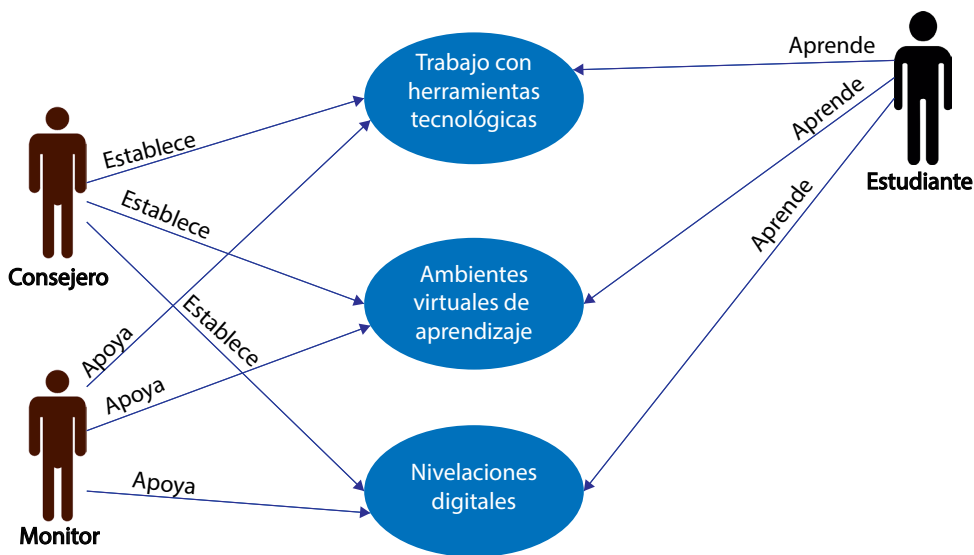 Trabajo con
herramientas
tecnológicas
Aprende
Aprende
Aprende
Estudiante
Establece
Establece
Establece
Consejero
Ambientes
virtuales de
aprendizaje
Apoya
Apoya
Apoya
Monitor
Nivelaciones
digitales